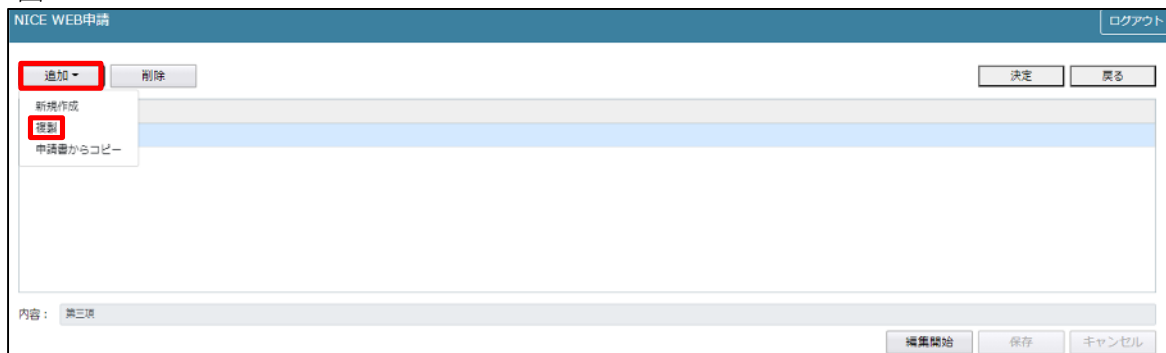 NICE WEB申請
ログアウト
追加
削除
決定
戻る
新規作成
複製
申請書からコピー
内容：
第三項
編集開始
保存
キャンセル